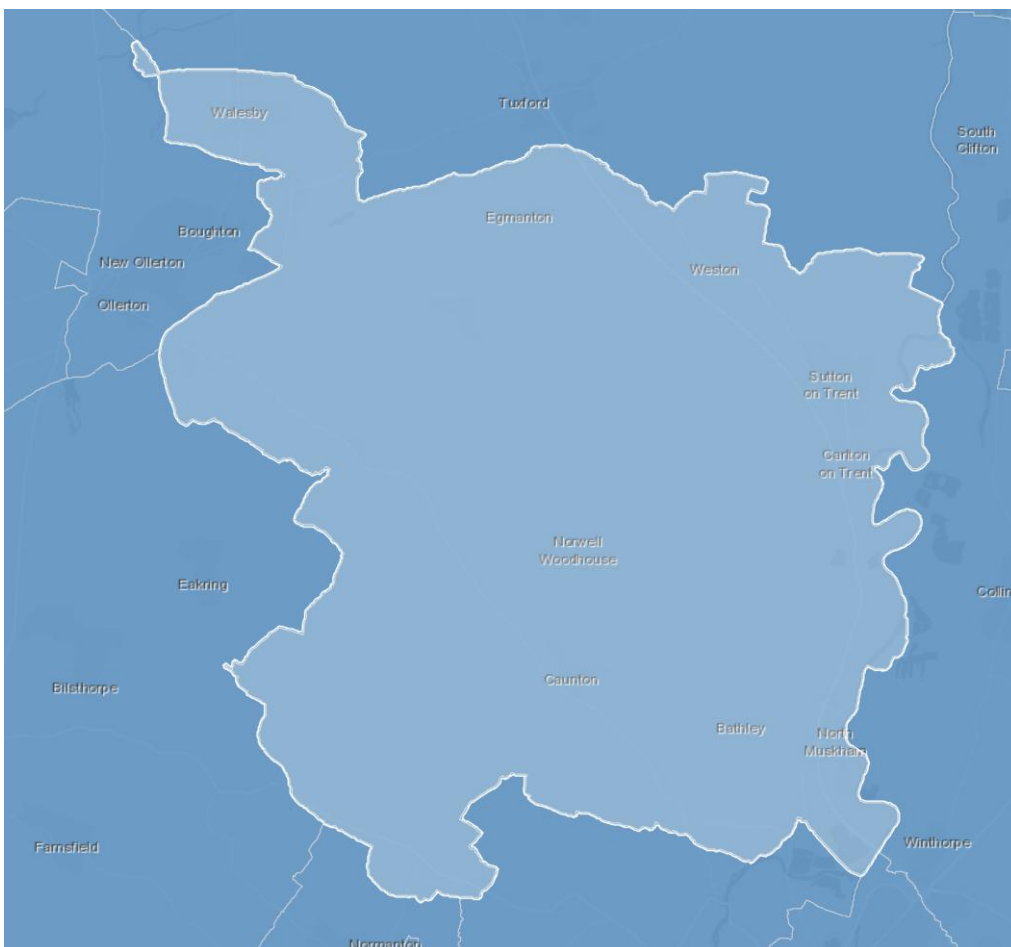 Walesby
Tuxford
South
Clifton
Egmanton
Boughton
New Ollerton
Weston
Ollerton
Sutton
on Trent
Carlton
on Trent
Norwell
Woodhouse
Eakring
Collin
Caunton
Bilsthorpe
Bathley
North
Muskham
Farnsfield
Winthorpe
Normanton